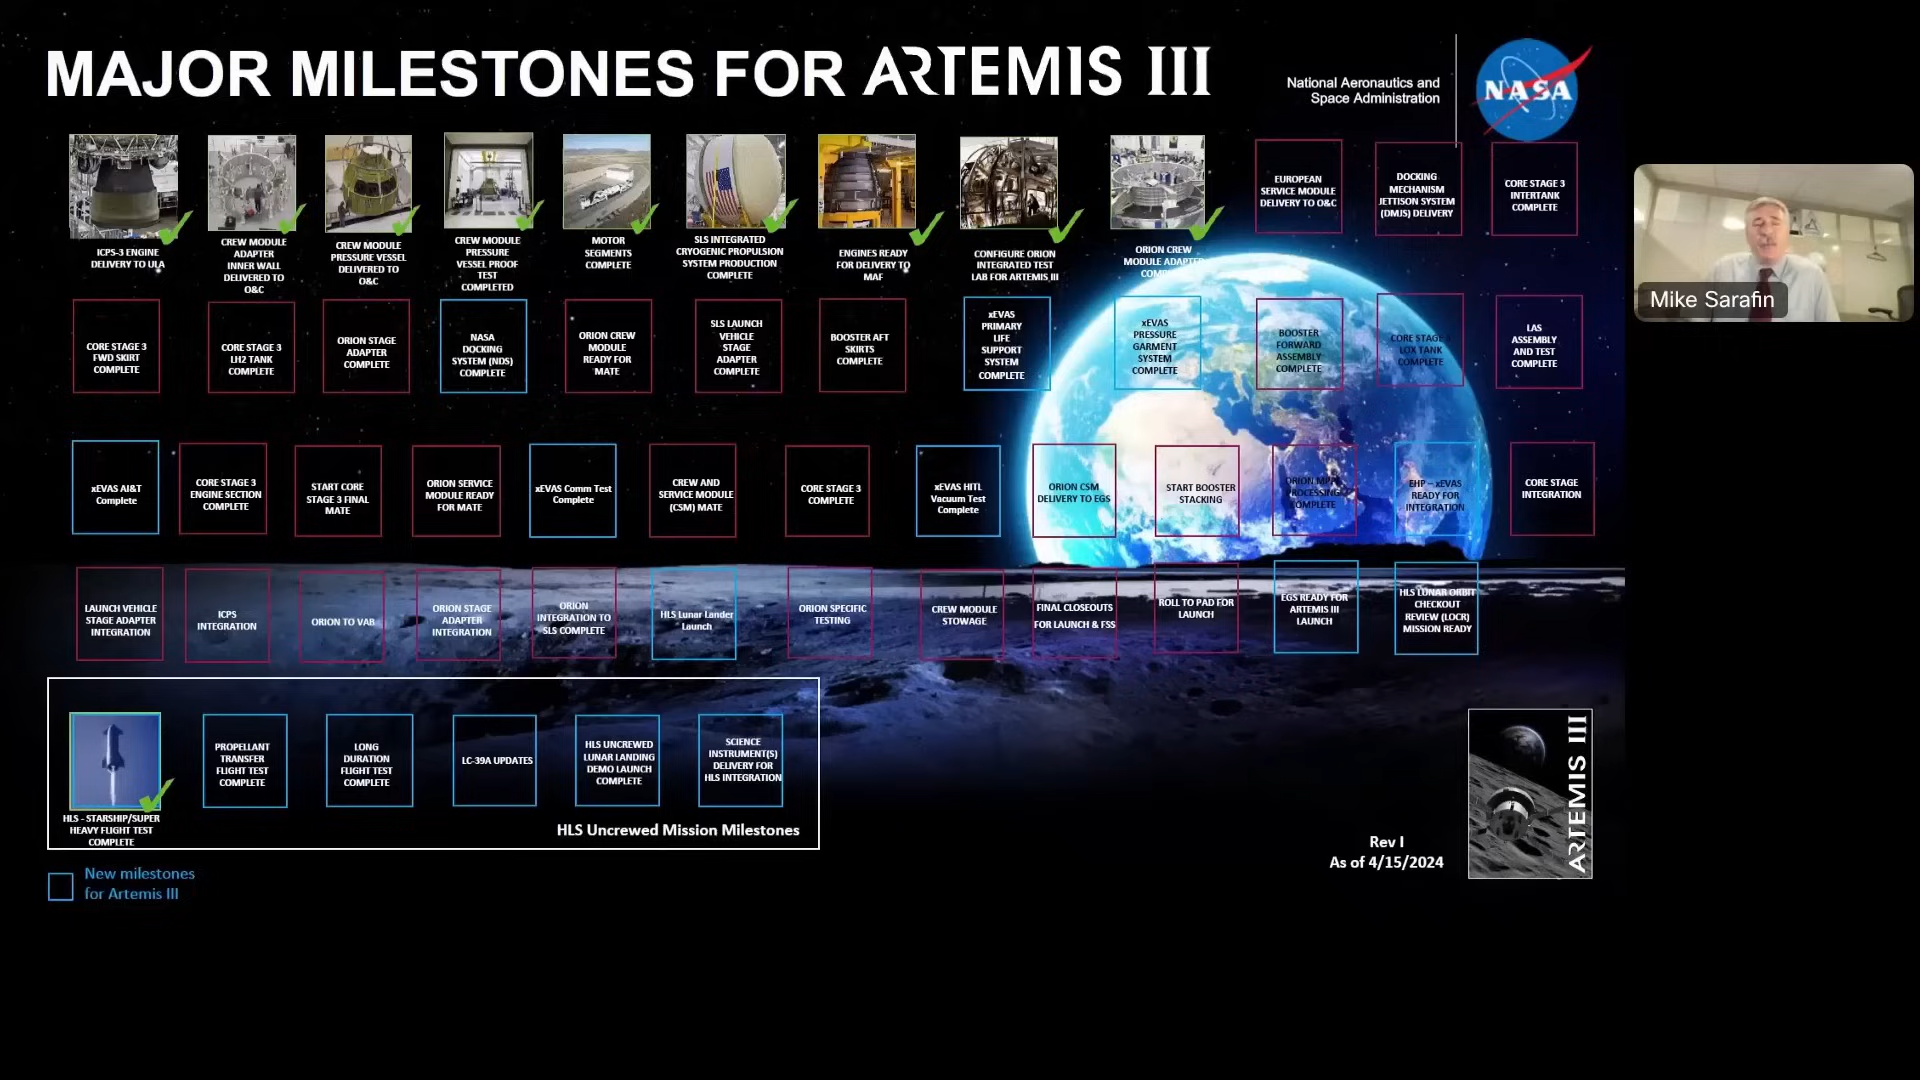 MAJOR MILESTONES FOR ARTEMIS III
National Aeronautics and
Space Administration
NASA
ICPS-3 ENGINE
DELIVERY TO ULA
CREW MODULE
ADAPTER
INNER WALL
DELIVERED TO
O&C
CREW MODULE
PRESSURE VESSEL
DELIVERED TO
O&C
CREW MODULE
PRESSURE
VESSEL PROOF
TEST
COMPLETED
MOTOR
SEGMENTS
COMPLETE
SLS INTEGRATED
CRYOGENIC PROPULSION
SYSTEM PRODUCTION
COMPLETE
ENGINES READY
FOR DELIVERY TO
MAF
CONFIGURE ORION
INTEGRATED TEST
LAB FOR ARTEMIS III
ORION CREW
MODULE ADAPTER
EUROPEAN
SERVICE MODULE
DELIVERY TO O&C
DOCKING
MECHANISM
JETTISON SYSTEM
(DMJS) DELIVERY
CORE STAGE 3
INTERTANK
COMPLETE
Mike Sarafin
CORE STAGE 3
FWD SKIRT
COMPLETE
CORE STAGE 3
LH2 TANK
COMPLETE
ORION STAGE
ADAPTER
COMPLETE
NASA
DOCKING
SYSTEM (NDS)
COMPLETE
ORION CREW
MODULE
READY FOR
MATE
SLS LAUNCH
VEHICLE
STAGE
ADAPTER
COMPLETE
BOOSTER AFT
SKIRTS
COMPLETE
xEVAS
PRIMARY
LIFE
SUPPORT
SYSTEM
COMPLETE
xEVAS
PRESSURE
GARMENT
SYSTEM
COMPLETE
BOOSTER
FORWARD
ASSEMBLY
COMPLETE
CORE STAGE 3
LOX TANK
COMPLETE
LAS
ASSEMBLY
AND TEST
COMPLETE
xEVAS AI&T
Complete
CORE STAGE 3
ENGINE SECTION
COMPLETE
START CORE
STAGE 3 FINAL
MATE
ORION SERVICE
MODULE READY
FOR MATE
xEVAS Comm Test
Complete
CREW AND
SERVICE MODULE
(CSM) MATE
CORE STAGE 3
COMPLETE
xEVAS HITL
Vacuum Test
Complete
ORION CSM
DELIVERY TO EGS
START BOOSTER
STACKING
ORION MPPF
PROCESSING
COMPLETE
EHP – xEVAS
READY FOR
INTEGRATION
CORE STAGE
INTEGRATION
LAUNCH VEHICLE
STAGE ADAPTER
INTEGRATION
ICPS
INTEGRATION
ORION TO VAB
ORION STAGE
ADAPTER
INTEGRATION
ORION
INTEGRATION TO
SLS COMPLETE
HLS Lunar Lander
Launch
ORION SPECIFIC
TESTING
CREW MODULE
STOWAGE
FINAL CLOSEOUTS
FOR LAUNCH & FSS
ROLL TO PAD FOR
LAUNCH
EGS READY FOR
ARTEMIS III
LAUNCH
HLS LUNAR ORBIT
CHECKOUT
REVIEW (LOCR)
MISSION READY
HLS - STARSHIP/SUPER
HEAVY FLIGHT TEST
COMPLETE
PROPELLANT
TRANSFER
FLIGHT TEST
COMPLETE
LONG
DURATION
FLIGHT TEST
COMPLETE
LC-39A UPDATES
HLS UNCREWED
LUNAR LANDING
DEMO LAUNCH
COMPLETE
SCIENCE
INSTRUMENT(S)
DELIVERY FOR
HLS INTEGRATION
HLS Uncrewed Mission Milestones
New milestones
for Artemis III
Rev I
As of 4/15/2024
ARTEMIS III